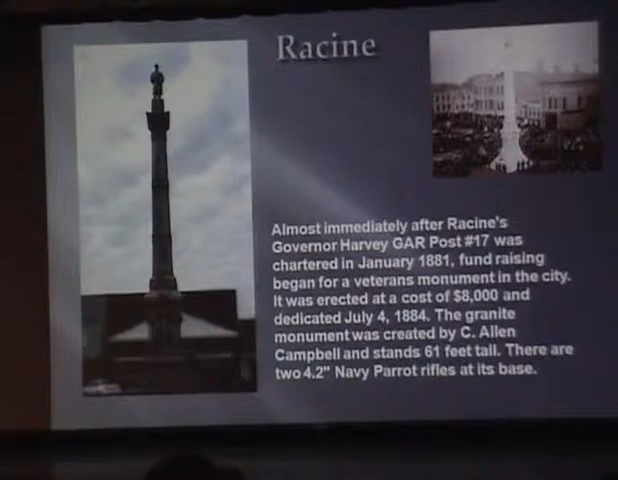 Racine
Almost immediately after Racine's
Governor Harvey GAR Post #17 was
chartered in January 1881, fund raising
began for a veterans monument in the city.
It was erected at a cost of $8,000 and
dedicated July 4, 1884. The granite
monument was created by C. Allen
Campbell and stands 61 feet tall. There are
two 4.2" Navy Parrot rifles at its base.